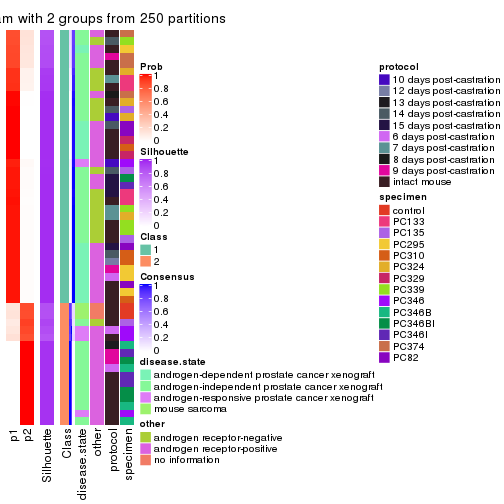 am with 2 groups from 250 partitions
Prob
1
0.8
0.6
0.4
0.2
0
Silhouette
1
0.8
0.6
0.4
0.2
0
Class
1
2
Consensus
1
0.8
0.6
0.4
0.2
0
disease.state
androgen-dependent prostate cancer xenograft
androgen-independent prostate cancer xenograft
androgen-responsive prostate cancer xenograft
mouse sarcoma
other
androgen receptor-negative
androgen receptor-positive
no information
protocol
10 days post-castration
12 days post-castration
13 days post-castration
14 days post-castration
15 days post-castration
6 days post-castration
7 days post-castration
8 days post-castration
9 days post-castration
intact mouse
specimen
control
PC133
PC135
PC295
PC310
PC324
PC329
PC339
PC346
PC346B
PC346BI
PC346I
PC374
PC82
p1
p2
Silhouette
Class
disease.state
other
protocol
specimen